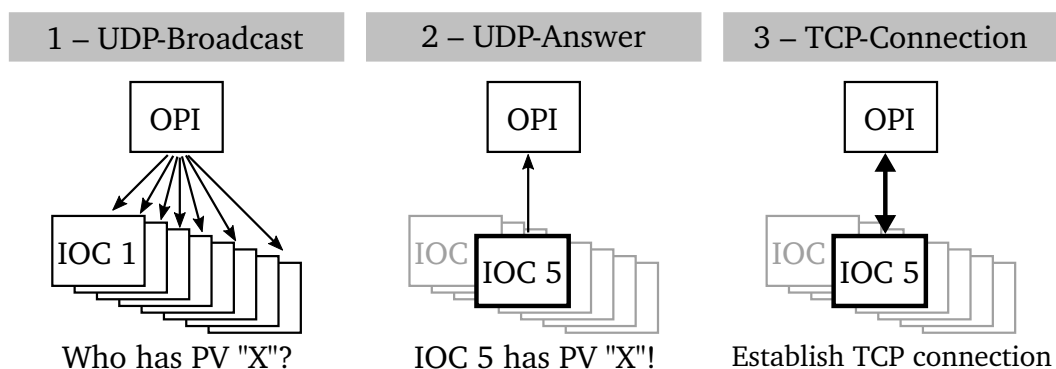 1 – UDP-Broadcast
OPI
IOC 1
Who has PV "X"?
2 – UDP-Answer
OPI
IOC
IOC 5
IOC 5 has PV "X"!
3 – TCP-Connection
OPI
IOC
IOC 5
Establish TCP connection